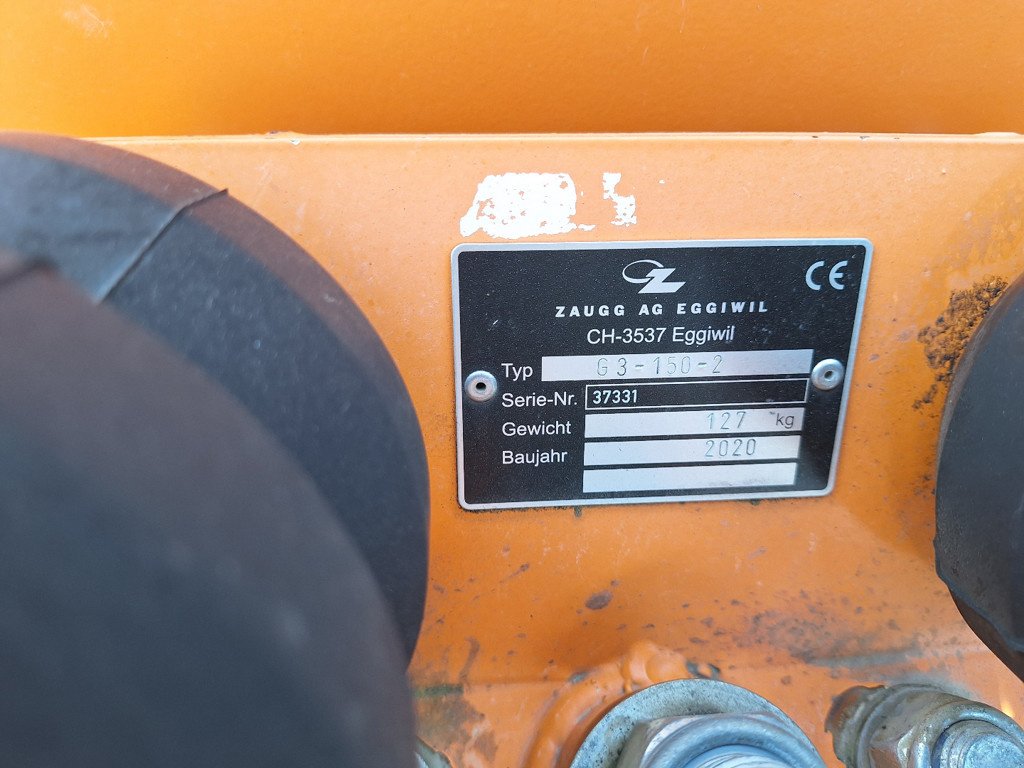 Z CE
ZAUGG AG EGGIWIL
CH-3537 Eggiwil
Typ G3-150-2
Serie-Nr. 37331
Gewicht 127 kg
Baujahr 2020